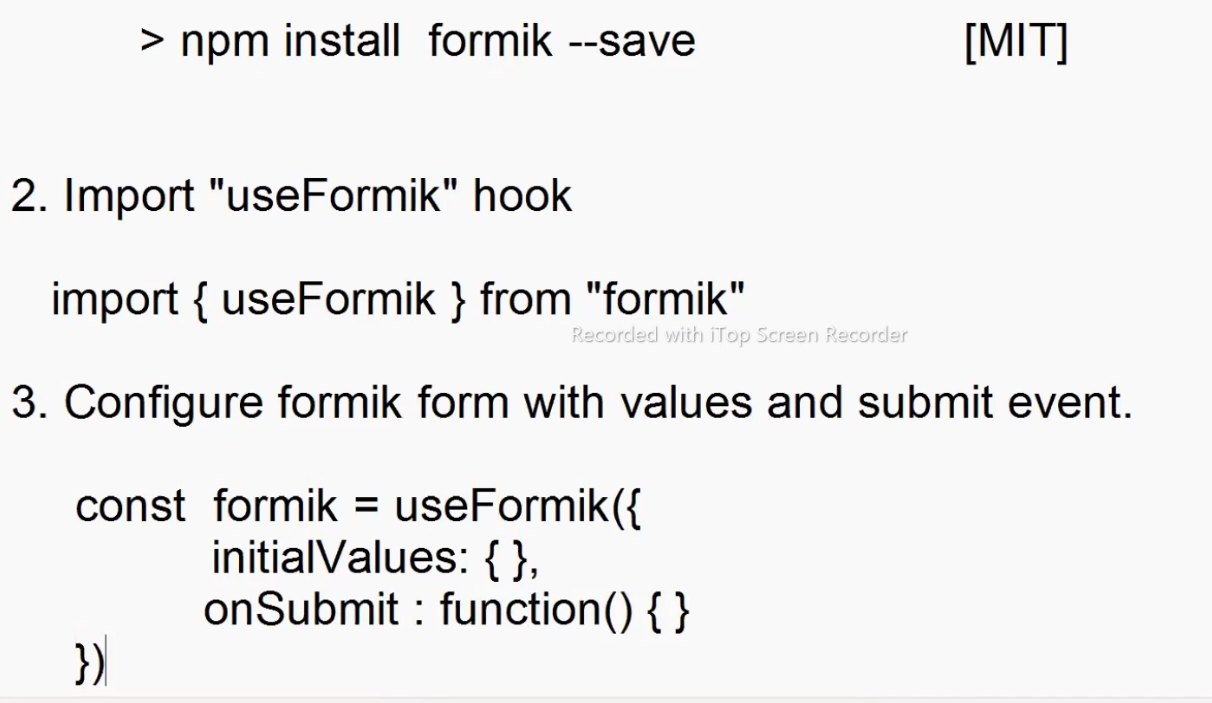 > npm install  formik --save                    [MIT]
2. Import "useFormik" hook
import { useFormik } from "formik"
Recorded with iTop Screen Recorder
3. Configure formik form with values and submit event.
const  formik = useFormik({
initialValues: { },
onSubmit : function() { }
})